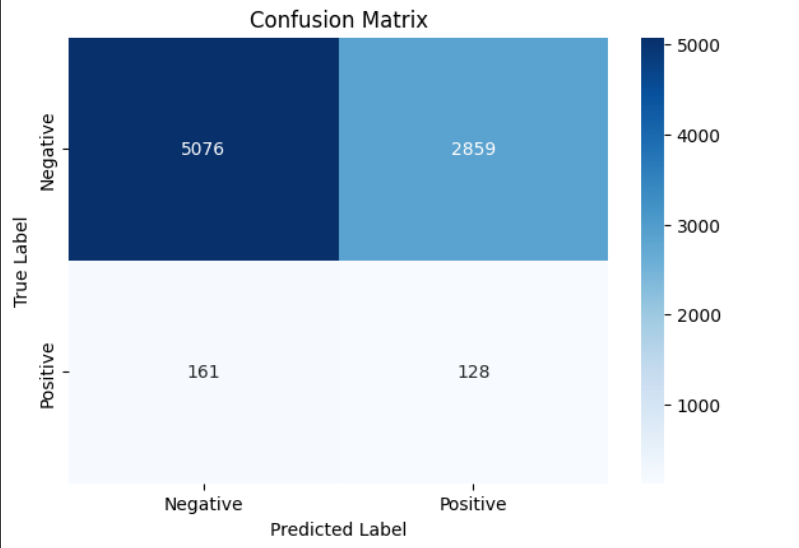 Confusion Matrix
True Label
Negative
Positive
5076
2859
161
128
Negative
Positive
Predicted Label
5000
4000
3000
2000
1000